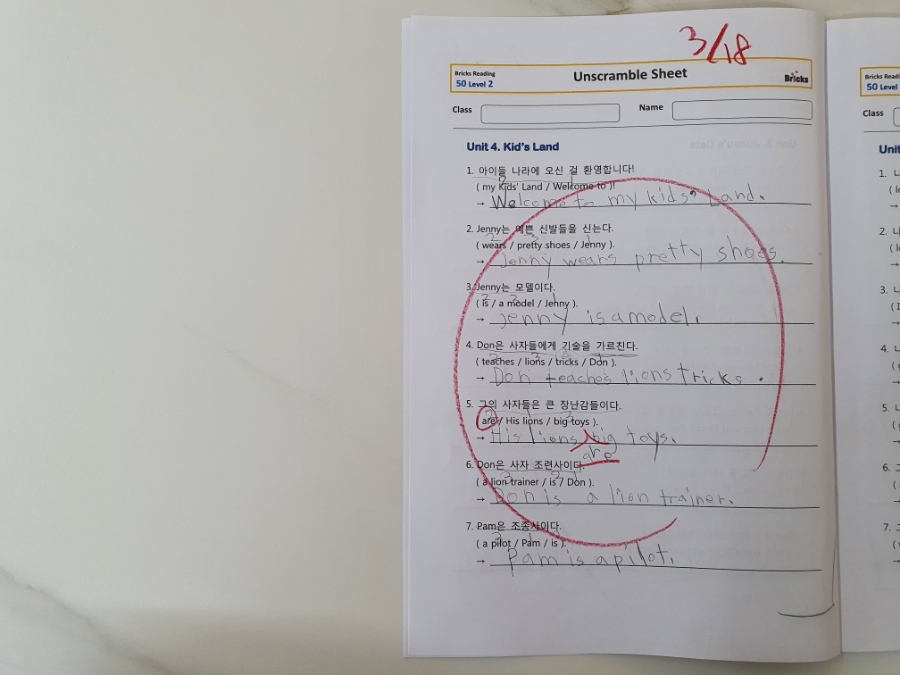 3/18
Bricks Reading
50 Level 2
Unscramble Sheet
Bricks
Class
Name
Unit 4. Kid's Land
1. 아이들 나라에 오신 걸 환영합니다!
( my Kids' Land / Welcome to )!
→ Welcome to my kids' Land.
2. Jenny는 예쁜 신발들을 신는다.
( wears / pretty shoes / Jenny ).
→ Jenny wears pretty shoes.
3. Jenny는 모델이다.
( is / a model / Jenny ).
→ jenny is a model.
4. Don은 사자들에게 기술을 가르친다.
( teaches / lions / tricks / Don ).
→ Don teaches lions tricks.
5. 그의 사자들은 큰 장난감들이다.
( are / His lions / big toys ).
→ His lions big toys.
are
6. Don은 사자 조련사이다.
( a lion trainer / is / Don ).
→ Don is a lion trainer.
7. Pam은 조종사이다.
( a pilot / Pam / is ).
→ Pam is a pilot.
Bricks
50 Level
Class
Unit
1.
2.
3.
4.
5.
6.
7.